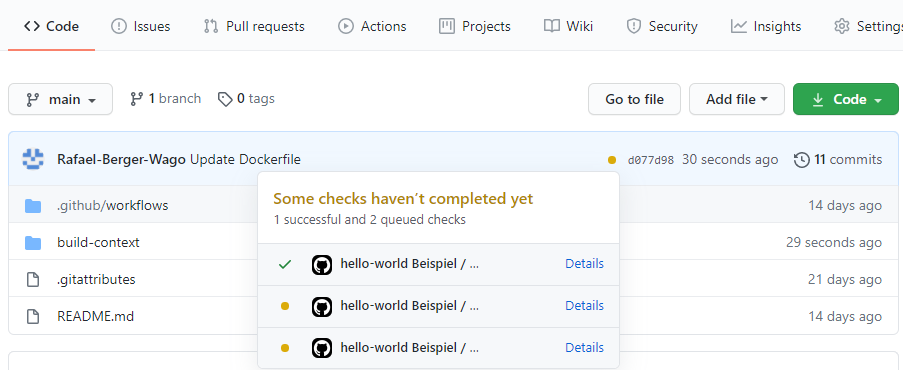 Code Issues Pull requests Actions Projects Wiki Security Insights Settings
main 1 branch 0 tags Go to file Add file Code
Rafael-Berger-Wago Update Dockerfile d077d98 30 seconds ago 11 commits
Some checks haven't completed yet
1 successful and 2 queued checks
.github/workflows 14 days ago
build-context 29 seconds ago
hello-world Beispiel / ... Details
.gitattributes 21 days ago
hello-world Beispiel / ... Details
README.md 14 days ago
hello-world Beispiel / ... Details